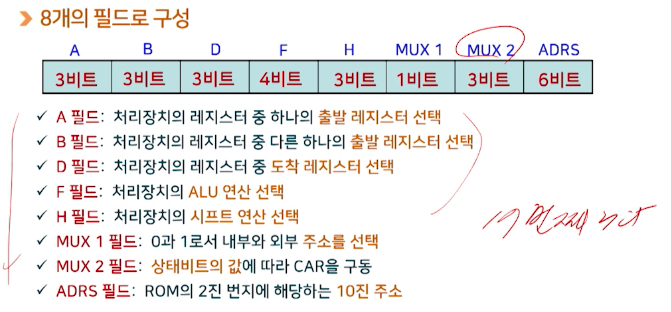 8개의 필드로 구성
A B D F H MUX 1 MUX 2 ADRS
3비트 3비트 3비트 4비트 3비트 1비트 3비트 6비트
✓ A 필드: 처리장치의 레지스터 중 하나의 출발 레지스터 선택
✓ B 필드: 처리장치의 레지스터 중 다른 하나의 출발 레지스터 선택
✓ D 필드: 처리장치의 레지스터 중 도착 레지스터 선택
✓ F 필드: 처리장치의 ALU 연산 선택
✓ H 필드: 처리장치의 시프트 연산 선택
✓ MUX 1 필드: 0과 1로서 내부와 외부 주소를 선택
✓ MUX 2 필드: 상태비트의 값에 따라 CAR을 구동
✓ ADRS 필드: ROM의 2진 번지에 해당하는 10진 주소